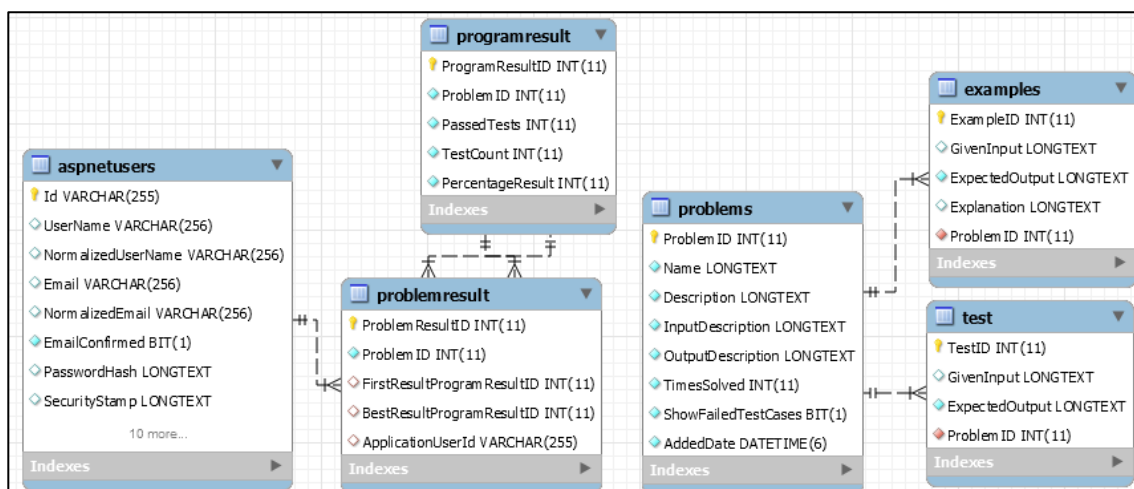 programresult
ProgramResultID INT(11)
ProblemID INT(11)
PassedTests INT(11)
TestCount INT(11)
PercentageResult INT(11)
Indexes
aspnetusers
Id VARCHAR(255)
UserName VARCHAR(256)
NormalizedUserName VARCHAR(256)
Email VARCHAR(256)
NormalizedEmail VARCHAR(256)
EmailConfirmed BIT(1)
PasswordHash LONGTEXT
SecurityStamp LONGTEXT
10 more...
Indexes
problemresult
ProblemResultID INT(11)
ProblemID INT(11)
FirstResultProgramResultID INT(11)
BestResultProgramResultID INT(11)
ApplicationUserId VARCHAR(255)
Indexes
problems
ProblemID INT(11)
Name LONGTEXT
Description LONGTEXT
InputDescription LONGTEXT
OutputDescription LONGTEXT
TimesSolved INT(11)
ShowFailedTestCases BIT(1)
AddedDate DATETIME(6)
Indexes
examples
ExampleID INT(11)
GivenInput LONGTEXT
ExpectedOutput LONGTEXT
Explanation LONGTEXT
ProblemID INT(11)
Indexes
test
TestID INT(11)
GivenInput LONGTEXT
ExpectedOutput LONGTEXT
ProblemID INT(11)
Indexes